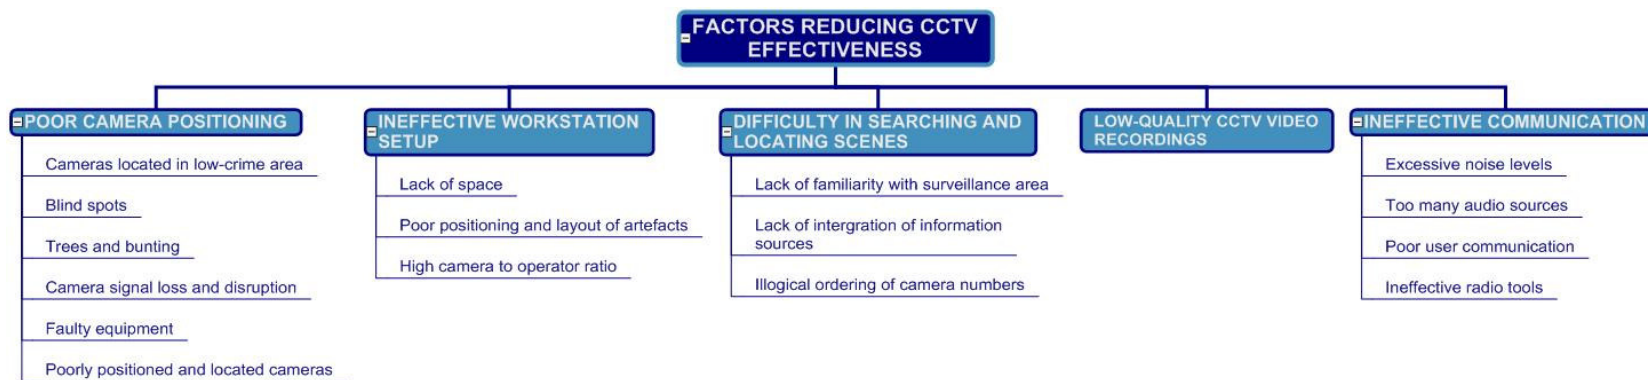 FACTORS REDUCING CCTV
EFFECTIVENESS
POOR CAMERA POSITIONING
Cameras located in low-crime area
Blind spots
Trees and bunting
Camera signal loss and disruption
Faulty equipment
Poorly positioned and located cameras
INEFFECTIVE WORKSTATION
SETUP
Lack of space
Poor positioning and layout of artefacts
High camera to operator ratio
DIFFICULTY IN SEARCHING AND
LOCATING SCENES
Lack of familiarity with surveillance area
Lack of intergration of information
sources
Illogical ordering of camera numbers
LOW-QUALITY CCTV VIDEO
RECORDINGS
INEFFECTIVE COMMUNICATION
Excessive noise levels
Too many audio sources
Poor user communication
Ineffective radio tools